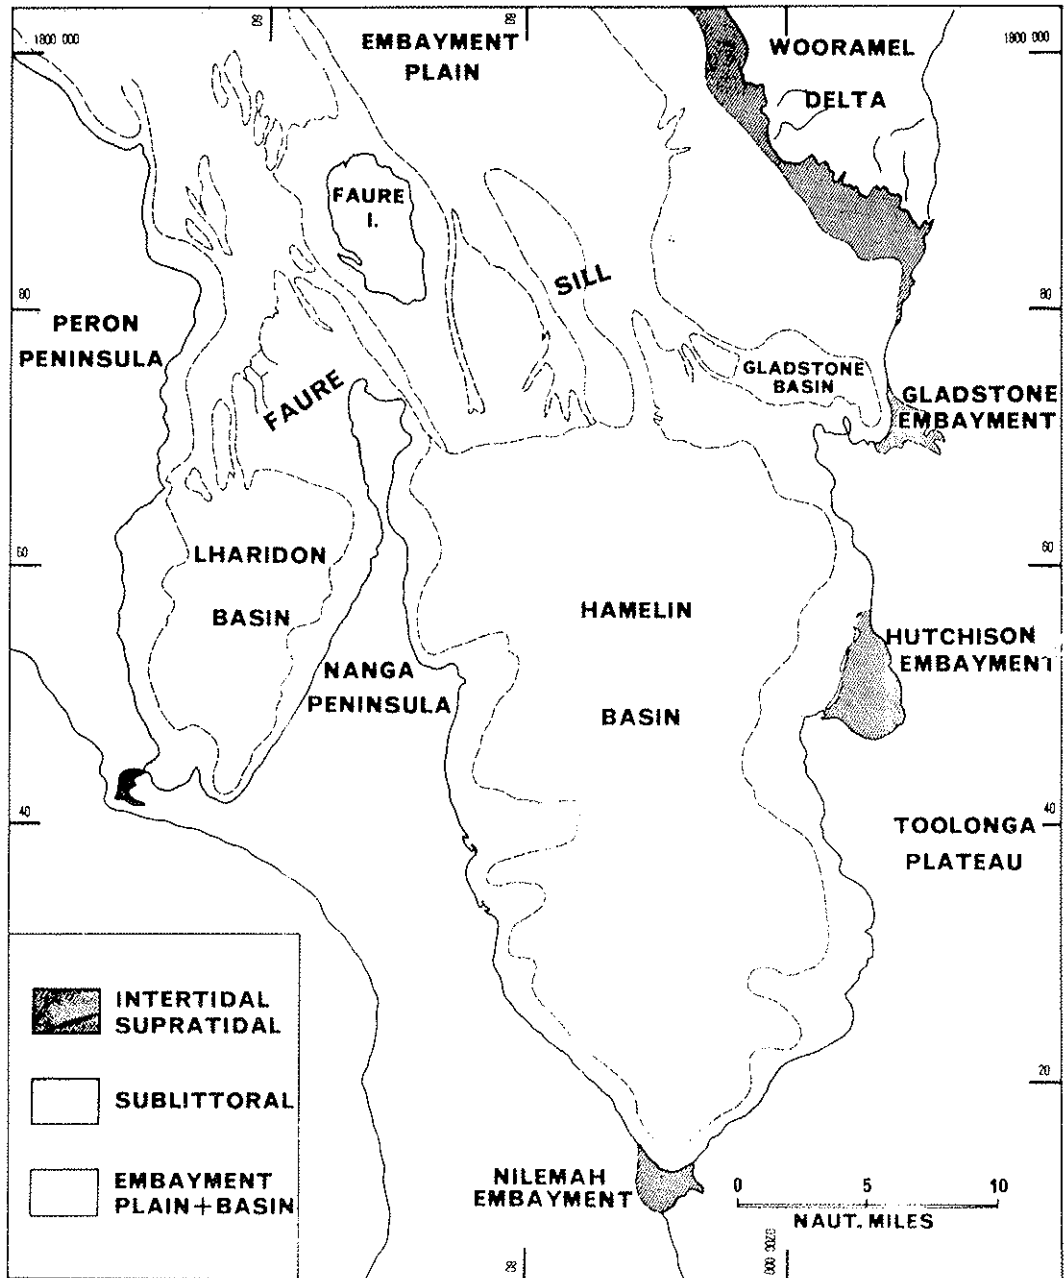 1800 000
EMBAYMENT
PLAIN
WOORAMEL
DELTA
1800 000
FAURE
I.
SILL
80
80
PERON
PENINSULA
GLADSTONE
BASIN
FAURE
GLADSTONE
EMBAYMENT
60
60
LHARIDON
BASIN
HAMELIN
BASIN
HUTCHISON
EMBAYMENT
NANGA
PENINSULA
40
40
TOOLONGA
PLATEAU
INTERTIDAL
SUPRATIDAL
SUBLITTORAL
EMBAYMENT
PLAIN+BASIN
20
NILEMAH
EMBAYMENT
0 5 10
NAUT. MILES